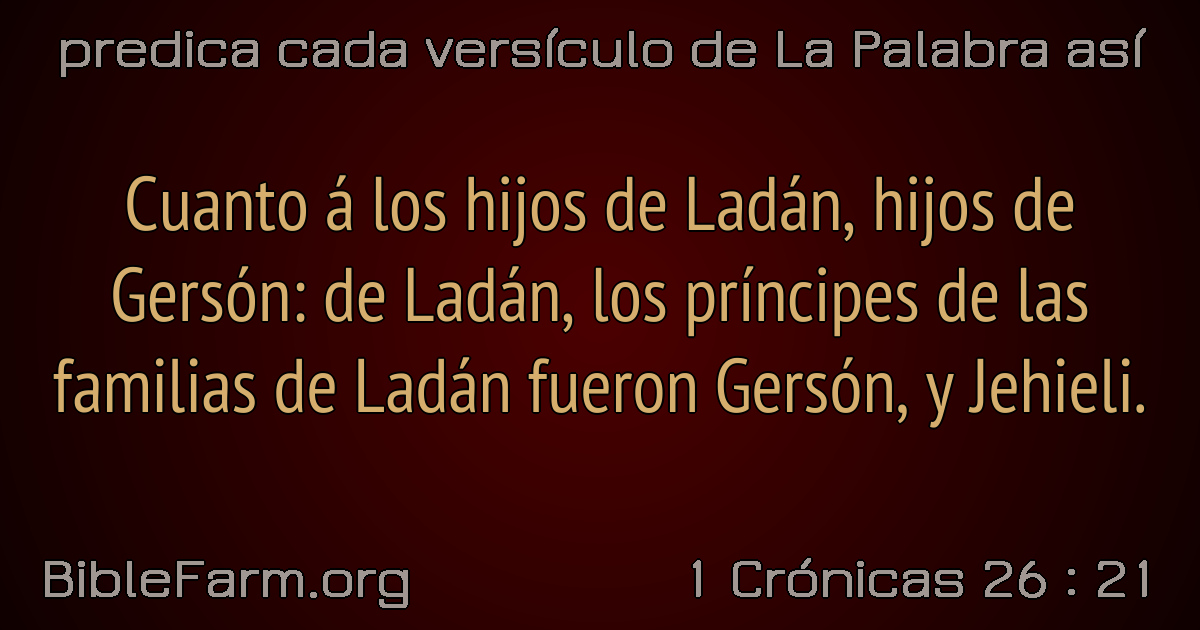 predica cada versículo de La Palabra así
Cuanto á los hijos de Ladán, hijos de
Gersón: de Ladán, los príncipes de las
familias de Ladán fueron Gersón, y Jehieli.
BibleFarm.org
1 Crónicas 26 : 21